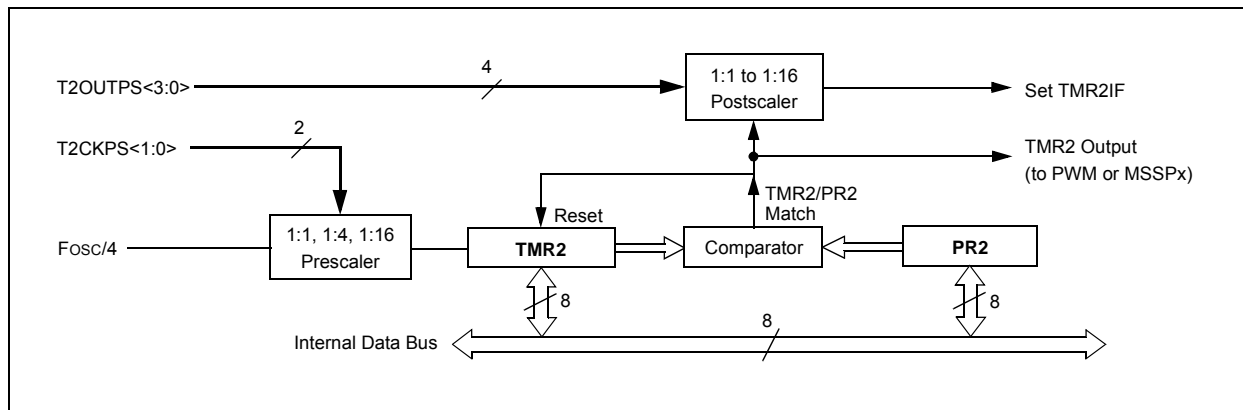 T2OUTPS<3:0>
4
1:1 to 1:16
Postscaler
Set TMR2IF
T2CKPS<1:0>
2
TMR2 Output
(to PWM or MSSPx)
TMR2/PR2
Match
Reset
FOSC/4
1:1, 1:4, 1:16
Prescaler
TMR2
Comparator
PR2
8
8
Internal Data Bus
8